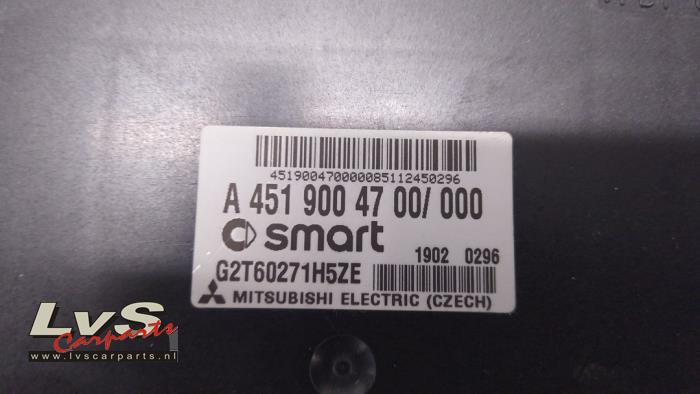 451900470000085112450296
A 451 900 47 00/ 000
smart
1902 0296
G2T60271H5ZE
MITSUBISHI ELECTRIC (CZECH)
LvS
Carparts
www.lvscarparts.nl